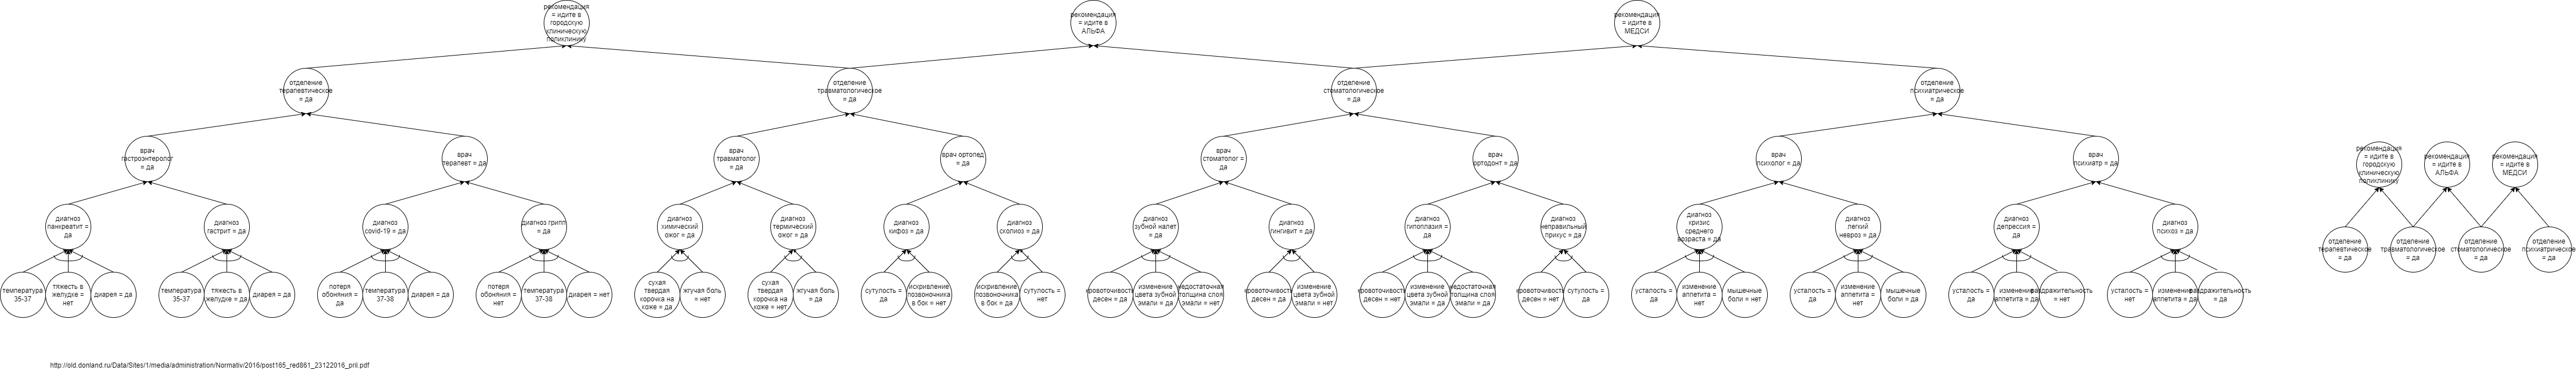 рекомендация
= идите в
городскую
клиническую
поликлинику
рекомендация
= идите в
АЛЬФА
рекомендация
= идите в
МЕДСИ
отделение
терапевтическое
= да
отделение
травматологическое
= да
отделение
стоматологическое
= да
отделение
психиатрическое
= да
врач
гастроэнтеролог
= да
врач
терапевт = да
врач
травматолог
= да
врач ортопед
= да
врач
стоматолог =
да
врач
ортодонт = да
врач
психолог = да
врач
психиатр = да
рекомендация
= идите в
городскую
клиническую
поликлинику
рекомендация
= идите в
АЛЬФА
рекомендация
= идите в
МЕДСИ
диагноз
панкреатит =
да
диагноз
гастрит = да
диагноз
covid-19 = да
диагноз грипп
= да
диагноз
химический
ожог = да
диагноз
термический
ожог = да
диагноз
кифоз = да
диагноз
сколиоз = да
диагноз
зубной налет
= да
диагноз
гингивит = да
диагноз
гипоплазия =
да
диагноз
неправильный
прикус = да
диагноз
кризис
среднего
возраста = да
диагноз
легкий
невроз = да
диагноз
депрессия =
да
диагноз
психоз = да
отделение
терапевтическое
= да
отделение
травматологическое
= да
отделение
стоматологическое
= да
отделение
психиатрическое
= да
температура
35-37
тяжесть в
желудке =
нет
диарея = да
температура
35-37
тяжесть в
желудке = да
диарея = да
потеря
обоняния =
да
температура
37-38
диарея = да
потеря
обоняния =
нет
температура
37-38
диарея = нет
сухая
твердая
корочка на
коже = да
жгучая боль
= нет
сухая
твердая
корочка на
коже = нет
жгучая боль
= да
сутулость =
да
искривление
позвоночника
в бок = нет
искривление
позвоночника
в бок = да
сутулость =
нет
кровоточивость
десен = да
изменение
цвета зубной
эмали = да
недостаточная
толщина слоя
эмали = нет
кровоточивость
десен = да
изменение
цвета зубной
эмали = нет
кровоточивость
десен = нет
изменение
цвета зубной
эмали = да
недостаточная
толщина слоя
эмали = да
кровоточивость
десен = нет
сутулость =
да
усталость =
да
изменение
аппетита =
нет
мышечные
боли = нет
усталость =
да
изменение
аппетита =
нет
мышечные
боли = да
усталость =
да
изменение
аппетита = да
раздражительность
= нет
усталость =
нет
изменение
аппетита = да
раздражительность
= да
http://old.donland.ru/Data/Sites/1/media/administration/Normativ/2016/post165_red861_23122016_pril.pdf